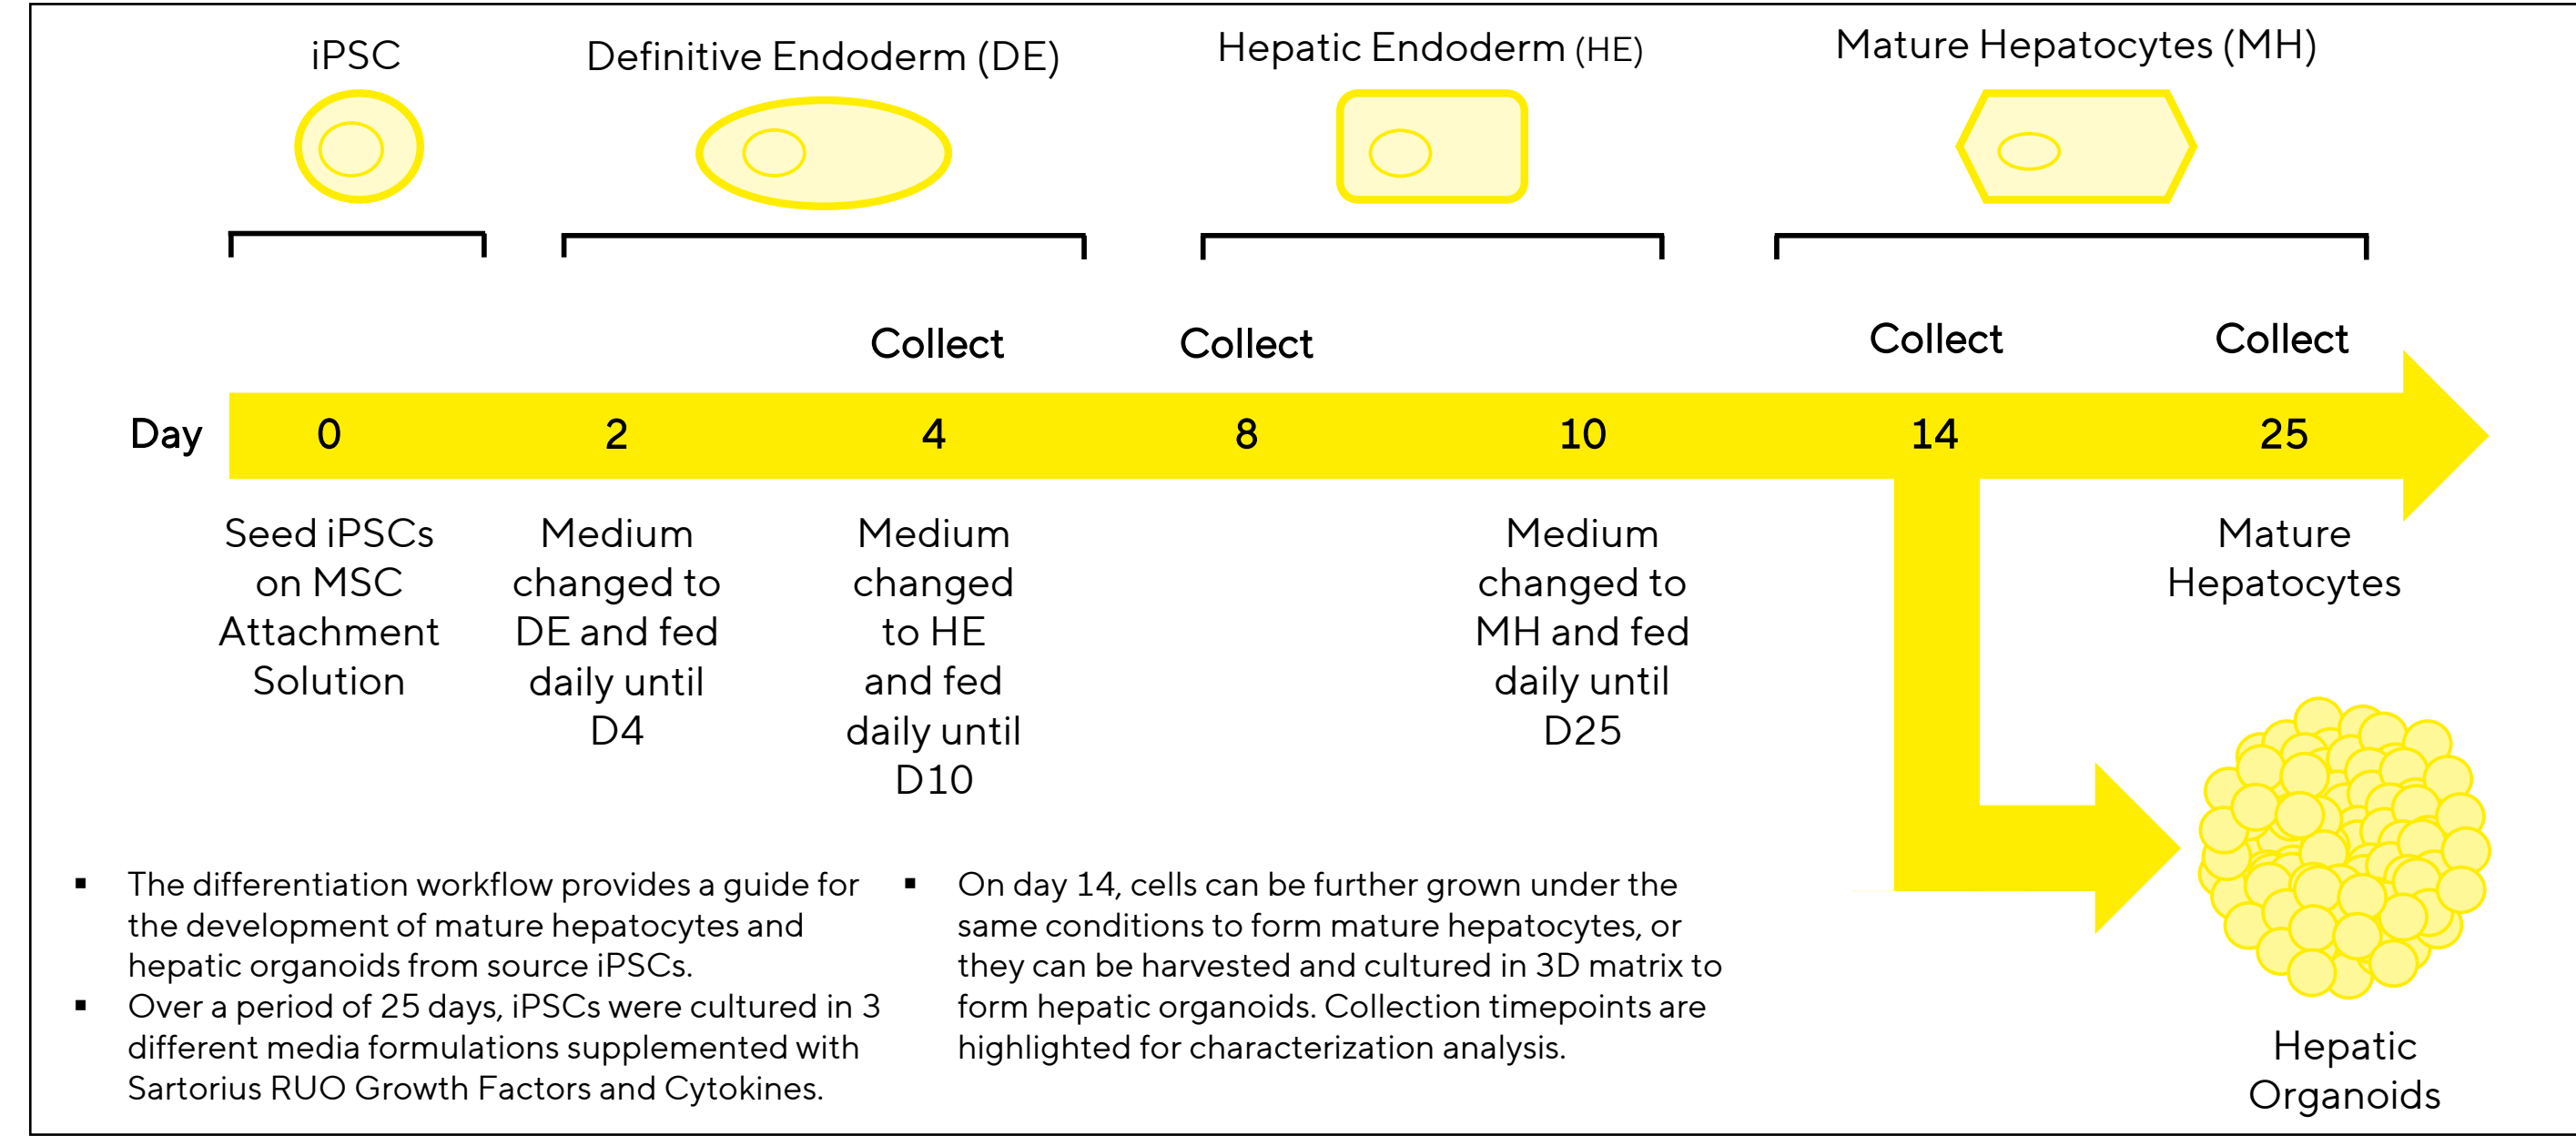 iPSC
Definitive Endoderm (DE)
Hepatic Endoderm (HE)
Mature Hepatocytes (MH)
Collect
Collect
Collect
Collect
Day
0
2
4
8
10
14
25
Seed iPSCs
on MSC
Attachment
Solution
Medium
changed to
DE and fed
daily until
D4
Medium
changed
to HE
and fed
daily until
D10
Medium
changed to
MH and fed
daily until
D25
Mature
Hepatocytes
▪ The differentiation workflow provides a guide for
the development of mature hepatocytes and
hepatic organoids from source iPSCs.
▪ Over a period of 25 days, iPSCs were cultured in 3
different media formulations supplemented with
Sartorius RUO Growth Factors and Cytokines.
▪ On day 14, cells can be further grown under the
same conditions to form mature hepatocytes, or
they can be harvested and cultured in 3D matrix to
form hepatic organoids. Collection timepoints are
highlighted for characterization analysis.
Hepatic
Organoids